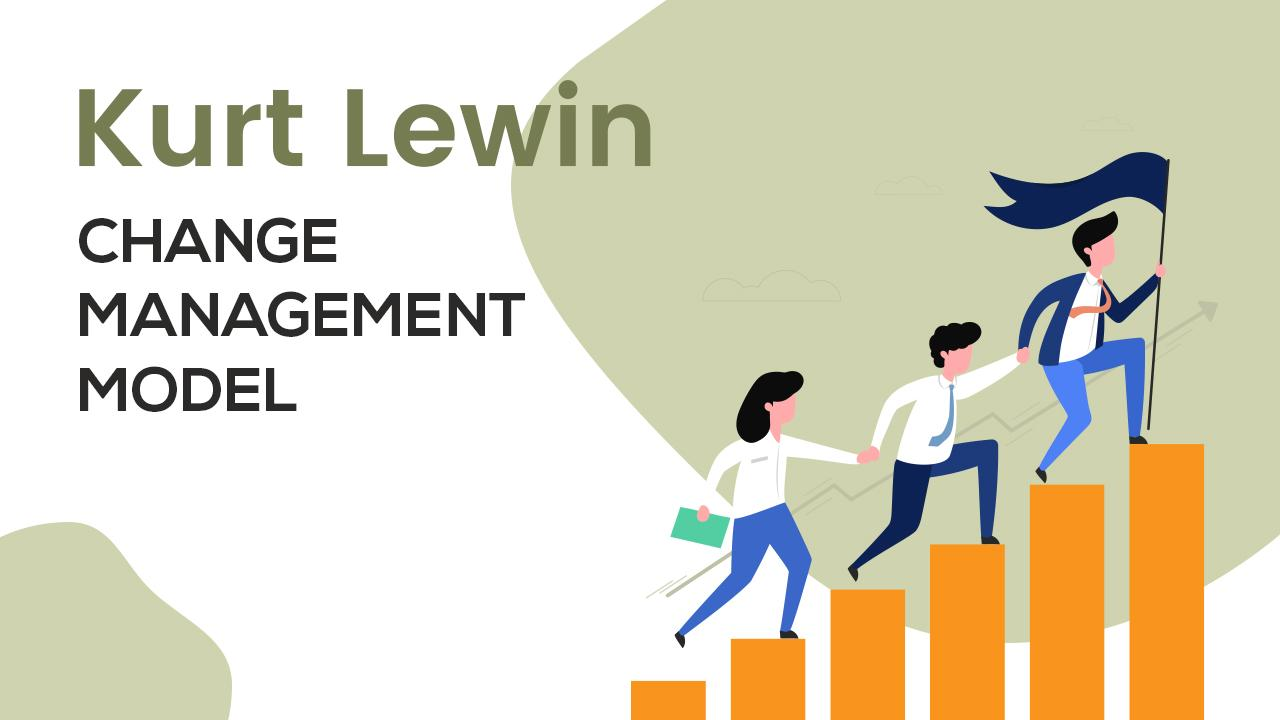 Kurt Lewin
CHANGE
MANAGEMENT
MODEL